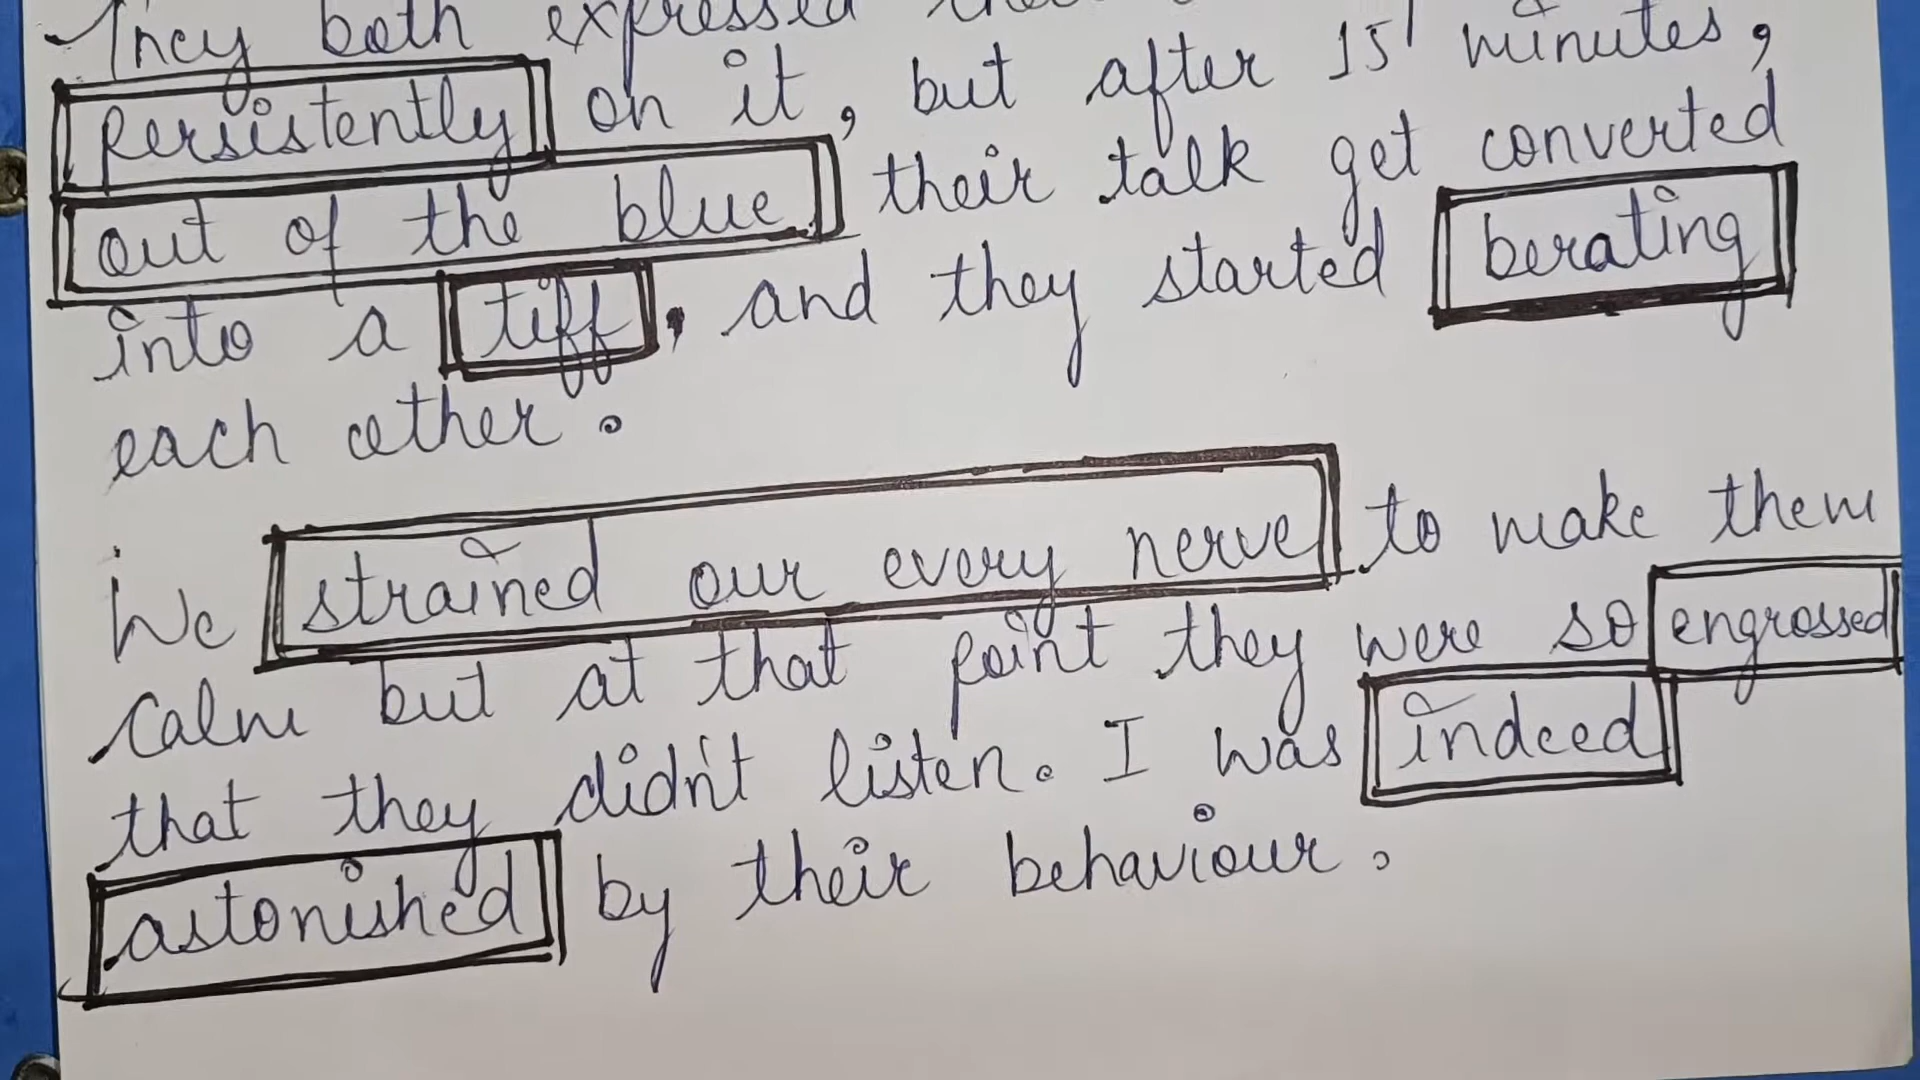 They both expressed
persistently on it, but after 15 minutes,
out of the blue, their talk get converted
into a tiff, and they started berating
each other.
We strained our every nerve to make them
calm but at that point they were so engrossed
that they didn't listen. I was indeed
astonished by their behaviour.